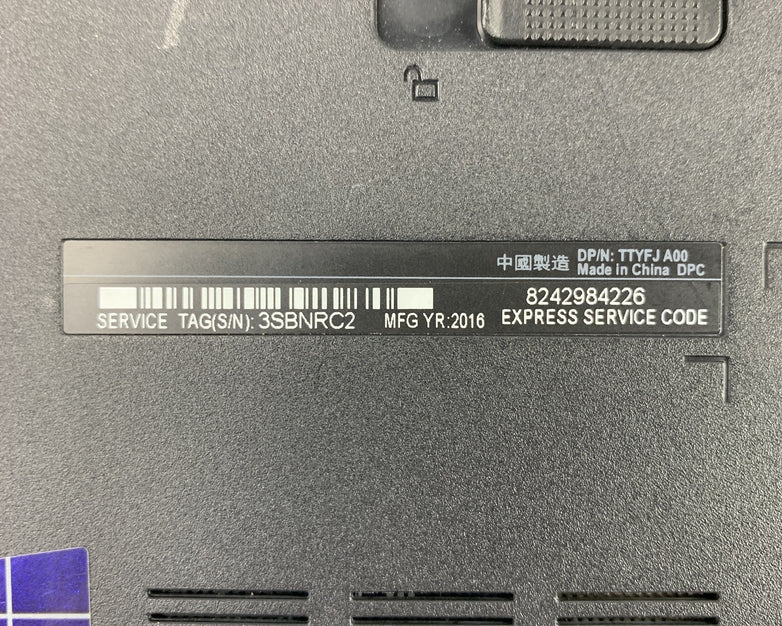 中國製造 DP/N: TTYFJ A00
Made in China DPC
8242984226
SERVICE TAG(S/N): 3SBNRC2 MFG YR:2016 EXPRESS SERVICE CODE